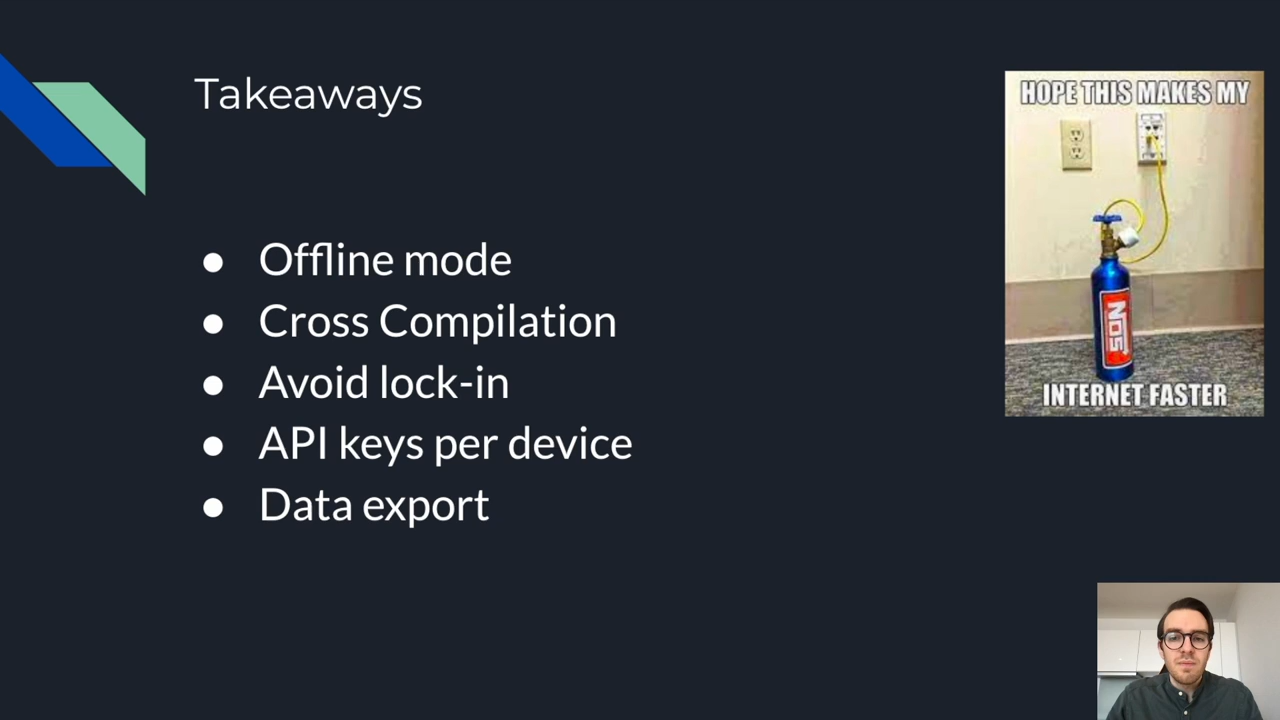 Takeaways
● Offline mode
● Cross Compilation
● Avoid lock-in
● API keys per device
● Data export
HOPE THIS MAKES MY
NOS
INTERNET FASTER